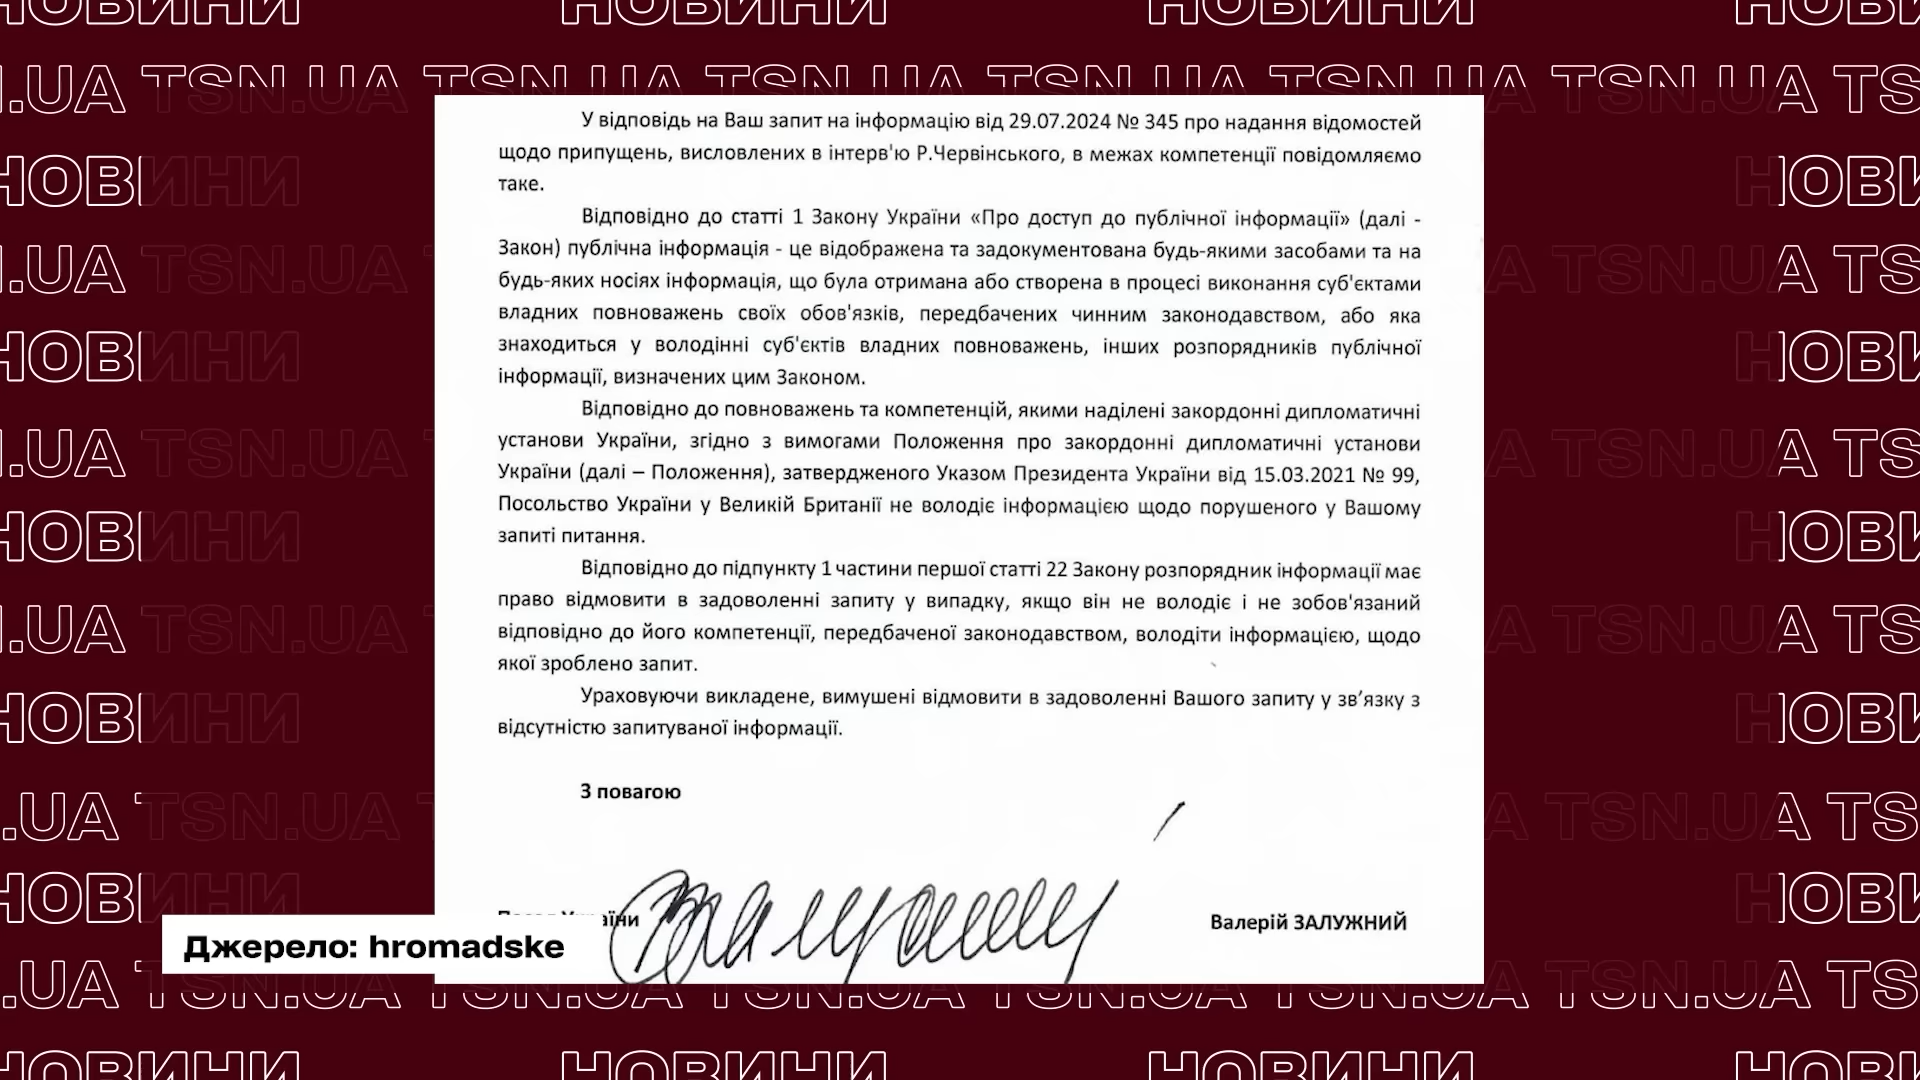 НОВИНИ НОВИНИ НОВИНИ НОВИНИ
.UA TSN.UA TSN.UA TSN.UA TSN.UA TSN.UA TSN.UA TS
У відповідь на Ваш запит на інформацію від 29.07.2024 № 345 про надання відомостей
щодо припущень, висловлених в інтерв'ю Р.Червінського, в межах компетенції повідомляємо
таке.
Відповідно до статті 1 Закону України «Про доступ до публічної інформації» (далі -
Закон) публічна інформація - це відображена та задокументована будь-якими засобами та на
будь-яких носіях інформація, що була отримана або створена в процесі виконання суб'єктами
владних повноважень своїх обов'язків, передбачених чинним законодавством, або яка
знаходиться у володінні суб'єктів владних повноважень, інших розпорядників публічної
інформації, визначених цим Законом.
Відповідно до повноважень та компетенцій, якими наділені закордонні дипломатичні
установи України, згідно з вимогами Положення про закордонні дипломатичні установи
України (далі – Положення), затвердженого Указом Президента України від 15.03.2021 № 99,
Посольство України у Великій Британії не володіє інформацією щодо порушеного у Вашому
запиті питання.
Відповідно до підпункту 1 частини першої статті 22 Закону розпорядник інформації має
право відмовити в задоволенні запиту у випадку, якщо він не володіє і не зобов'язаний
відповідно до його компетенції, передбаченої законодавством, володіти інформацією, щодо
якої зроблено запит.
Ураховуючи викладене, вимушені відмовити в задоволенні Вашого запиту у зв’язку з
відсутністю запитуваної інформації.
З повагою
Валерій ЗАЛУЖНИЙ
Джерело: hromadske
НОВИНИ НОВИНИ НОВИНИ НОВИНИ